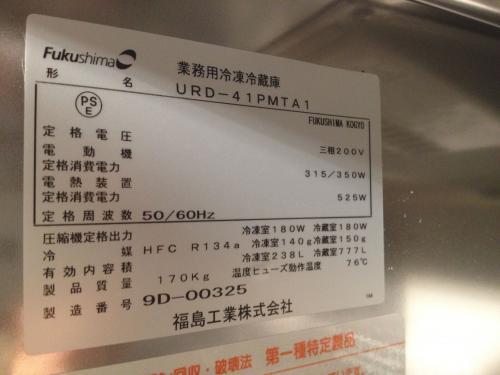 Fukushima
業務用冷凍冷蔵庫
形 名 URD-41PMTA1
PS
E
FUKUSHIMA KOGYO
定格電圧 三相200V
電動機
定格消費電力 315/350W
電熱装置
定格消費電力 525W
定格周波数 50/60Hz
圧縮機定格出力 冷凍室180W 冷蔵室180W
冷媒 HFC R134a 冷凍室140g 冷蔵室150g
有効内容積 冷凍室238L 冷蔵室777L
製品質量 170Kg 温度ヒューズ動作温度 76℃
製造番号 9D-00325
福島工業株式会社
回収・破壊法 第一種特定製品